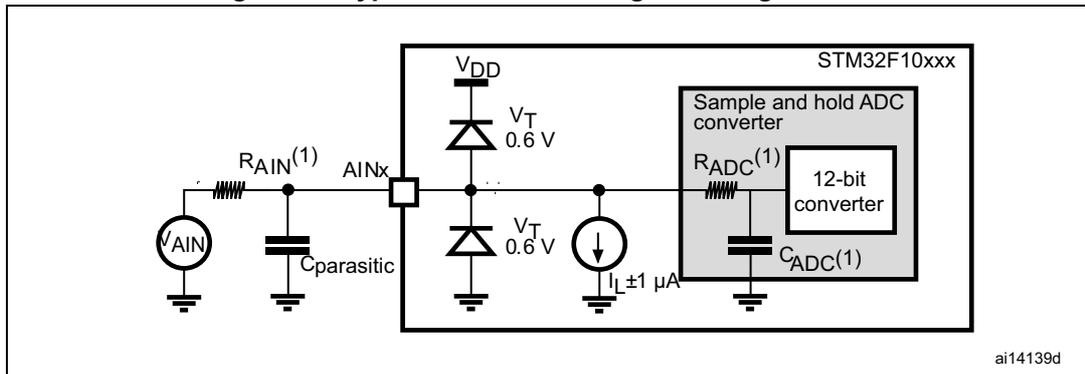 STM32F10xxx
VDD
Sample and hold ADC
converter
VT
0.6 V
RAIN(1)
AINx
RADC(1)
12-bit
converter
VAIN
Cparasitic
VT
0.6 V
IL±1 µA
CADC(1)
ai14139d